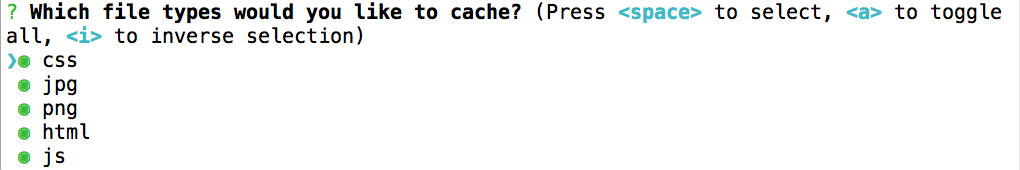 ? Which file types would you like to cache? (Press <space> to select, <a> to toggle
all, <i> to inverse selection)
❯◉ css
◉ jpg
◉ png
◉ html
◉ js